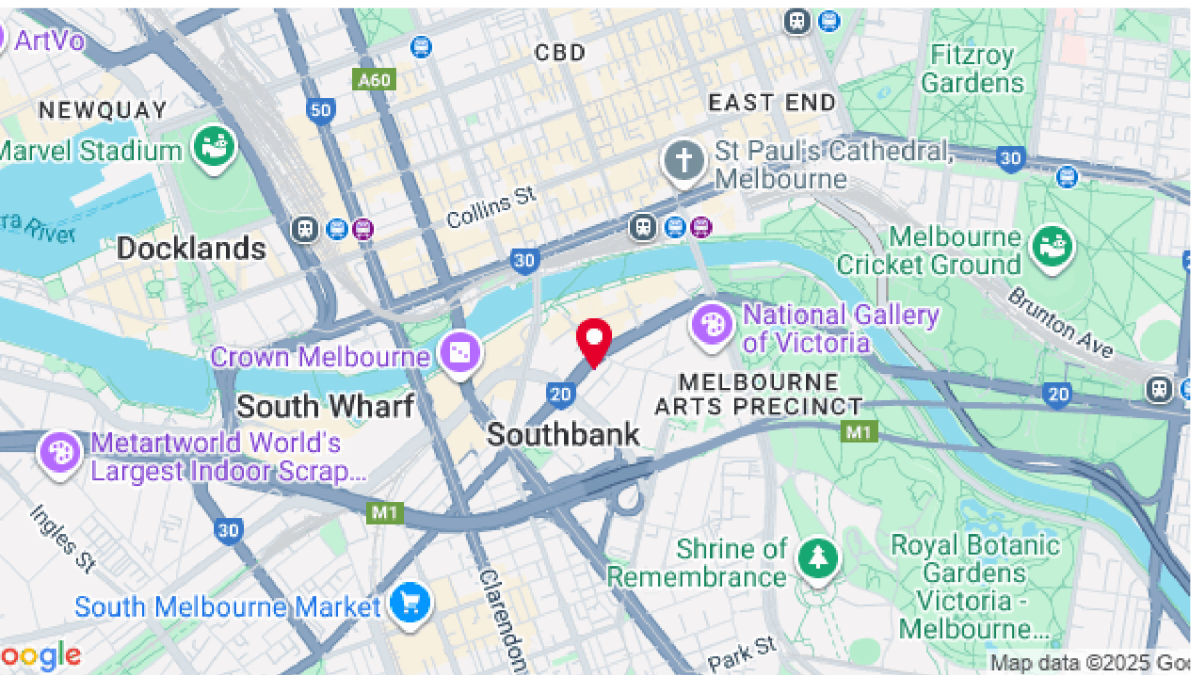 ArtVo
CBD
Fitzroy
Gardens
A60
NEWQUAY
50
EAST END
Marvel Stadium
St Paul's Cathedral,
Melbourne
30
Collins St
River
Docklands
30
Melbourne
Cricket Ground
Brunton Ave
National Gallery
of Victoria
Crown Melbourne
MELBOURNE
ARTS PRECINCT
20
20
South Wharf
Southbank
M1
Metartworld World's
Largest Indoor Scrap...
M1
30
Ingles St
Shrine of
Remembrance
Royal Botanic
Gardens
Victoria -
Melbourne...
South Melbourne Market
Clarendon
Park St
oogle
Map data ©2025 Goo